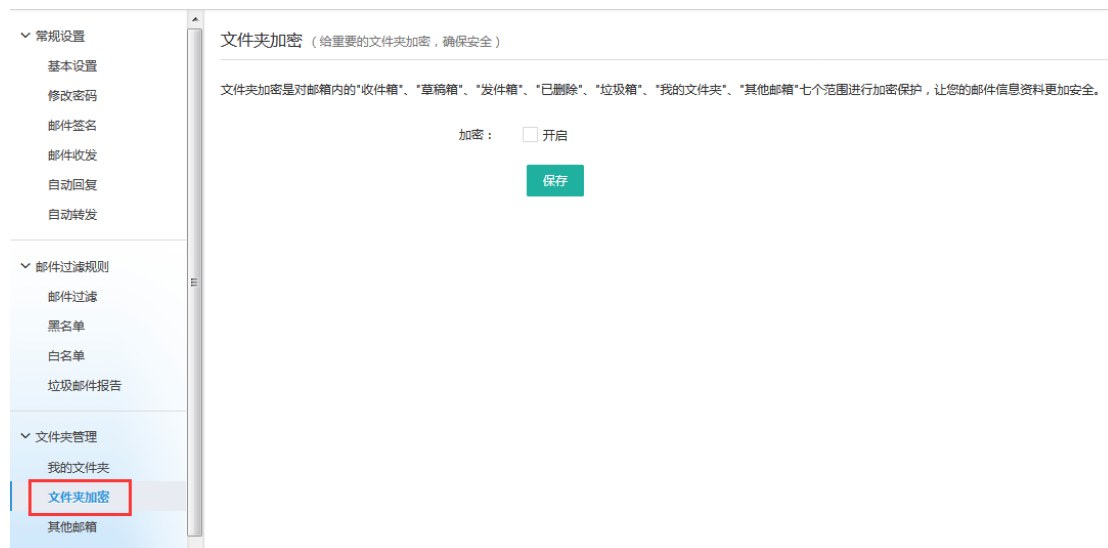 常规设置
基本设置
修改密码
邮件签名
邮件收发
自动回复
自动转发
邮件过滤规则
邮件过滤
黑名单
白名单
垃圾邮件报告
文件夹管理
我的文件夹
文件夹加密
其他邮箱
文件夹加密 （给重要的文件夹加密，确保安全）
文件夹加密是对邮箱内的"收件箱"、"草稿箱"、"发件箱"、"已删除"、"垃圾箱"、"我的文件夹"、"其他邮箱"七个范围进行加密保护，让您的邮件信息资料更加安全。
加密： 开启
保存